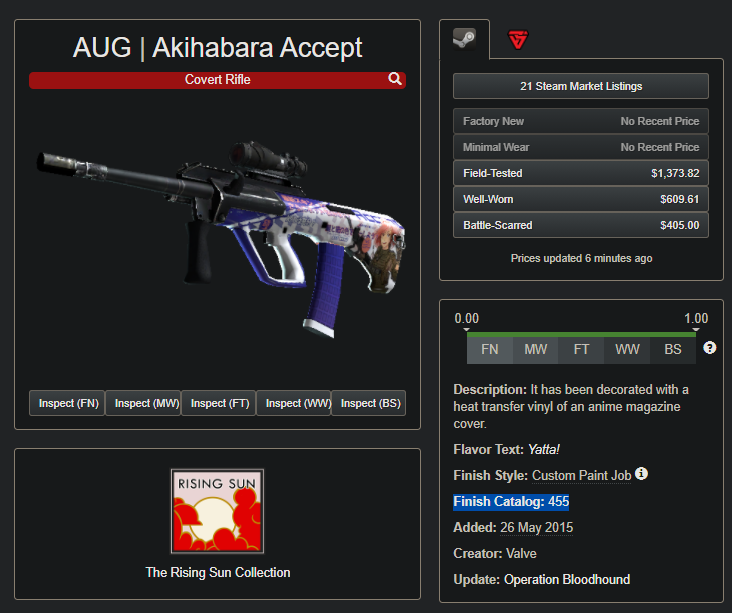 AUG | Akihabara Accept
Covert Rifle
Inspect (FN)
Inspect (MW)
Inspect (FT)
Inspect (WW)
Inspect (BS)
RISING SUN
The Rising Sun Collection
21 Steam Market Listings
Factory New No Recent Price
Minimal Wear No Recent Price
Field-Tested $1,373.82
Well-Worn $609.61
Battle-Scarred $405.00
Prices updated 6 minutes ago
0.00 1.00
FN MW FT WW BS
Description: It has been decorated with a
heat transfer vinyl of an anime magazine
cover.
Flavor Text: Yatta!
Finish Style: Custom Paint Job
Finish Catalog: 455
Added: 26 May 2015
Creator: Valve
Update: Operation Bloodhound